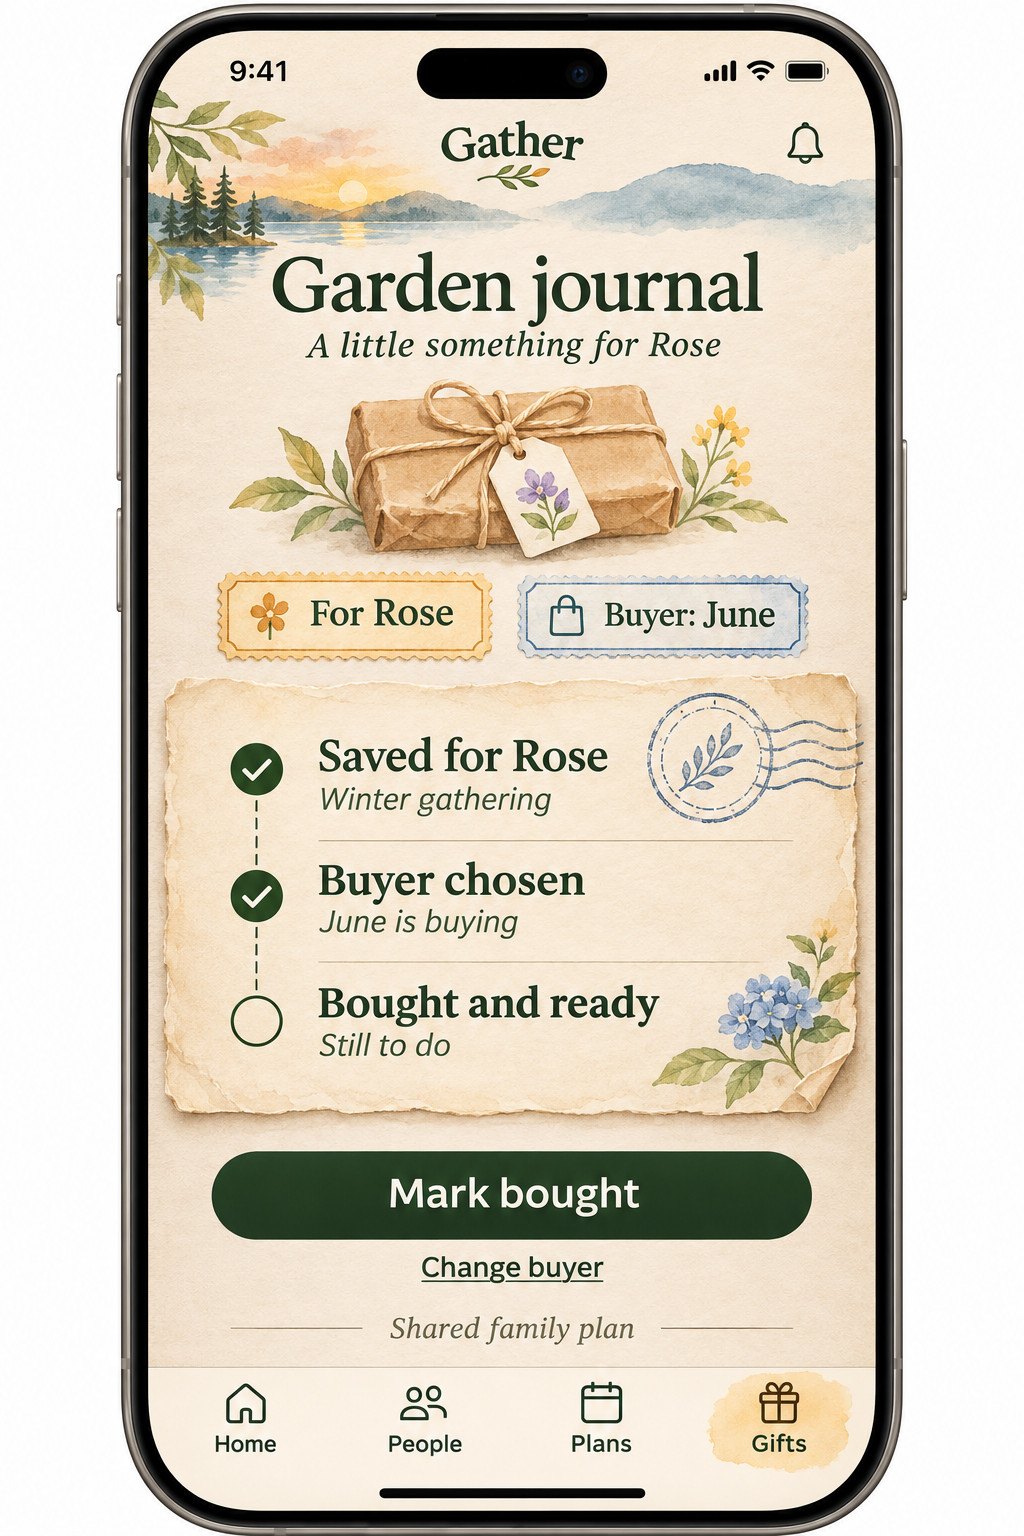 9:41
Gather
Garden journal
A little something for Rose
For Rose
Buyer: June
Saved for Rose
Winter gathering
Buyer chosen
June is buying
Bought and ready
Still to do
Mark bought
Change buyer
Shared family plan
Home
People
Plans
Gifts